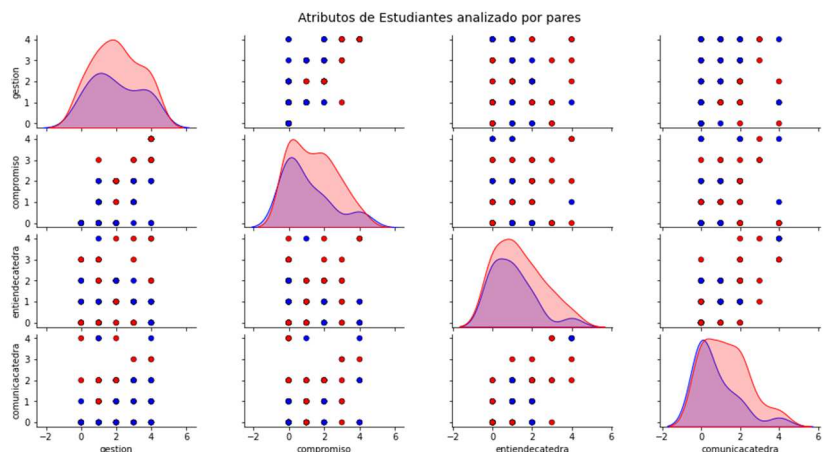 Atributos de Estudiantes analizado por pares
gestion
4
3
2
1
0
compromiso
4
3
2
1
0
entiendecatedra
4
3
2
1
0
comunicacatedra
4
3
2
1
0
−2 0 2 4 6
gestion
−2 0 2 4 6
compromiso
−2 0 2 4 6
entiendecatedra
−2 0 2 4 6
comunicacatedra